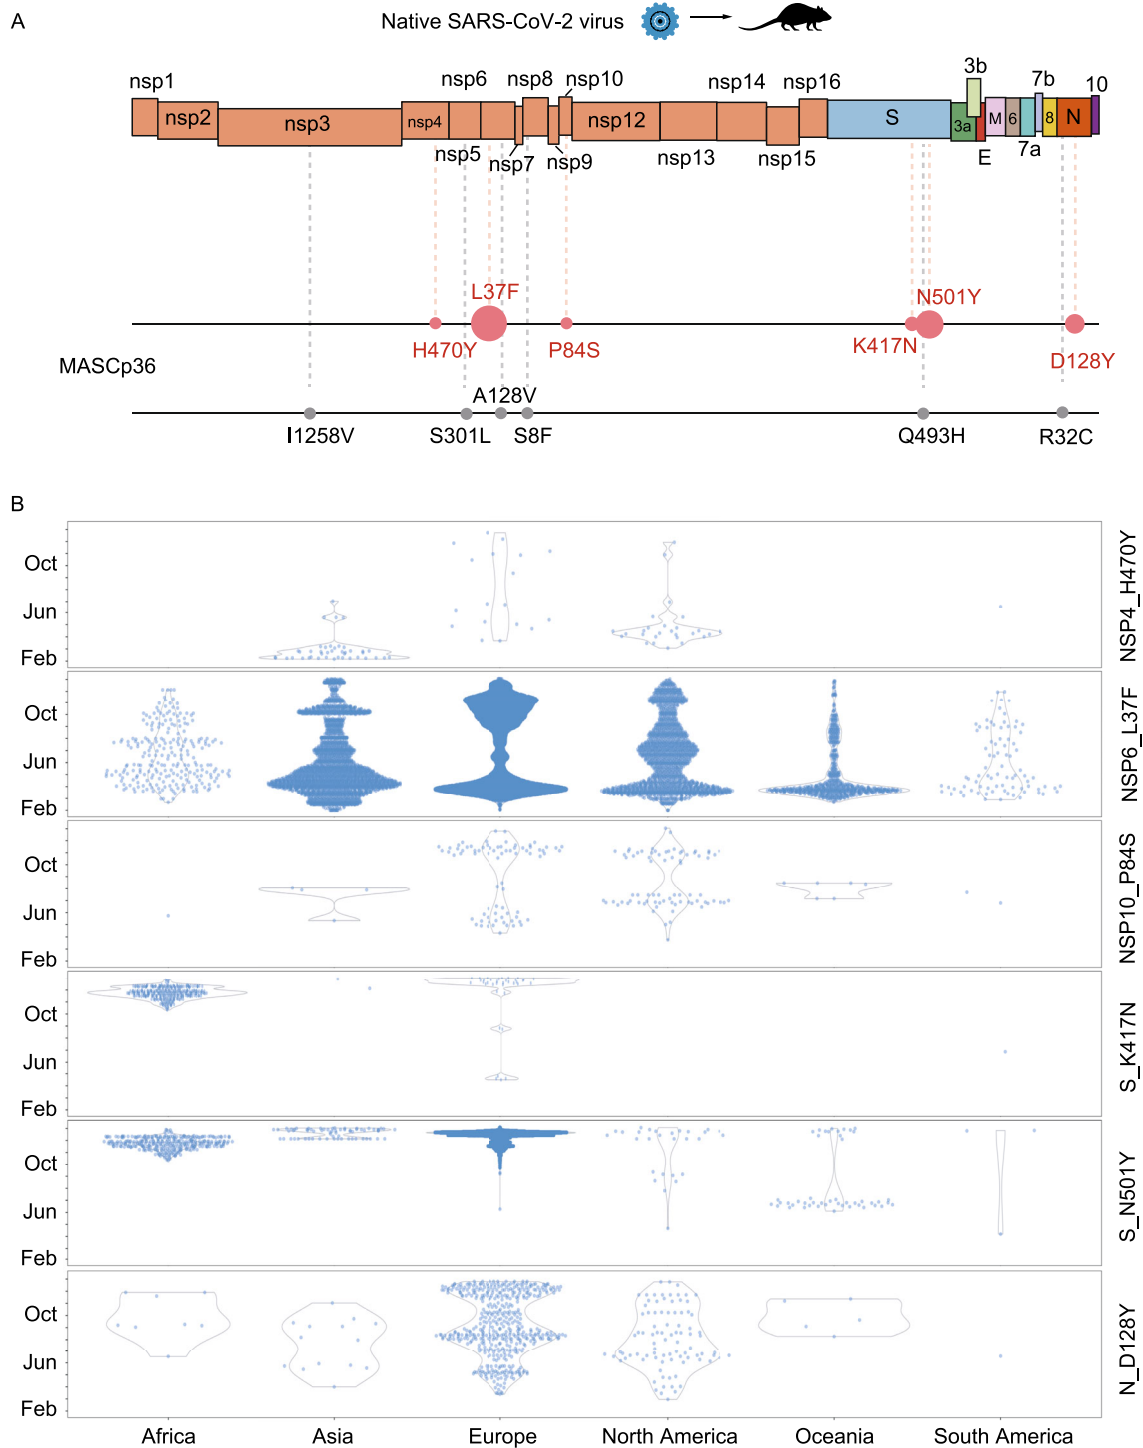 A
Native SARS-CoV-2 virus
nsp1 nsp6 nsp8 nsp10 nsp14 nsp16 3b 7b 10
nsp2 nsp3 nsp4 nsp12 S 3a M 6 8 N
nsp5 nsp7 nsp9 nsp13 nsp15 E 7a
L37F N501Y
H470Y P84S K417N D128Y
MASCp36
A128V
I1258V S301L S8F Q493H R32C
B
Oct
Jun
Feb
NSP4_H470Y
Oct
Jun
Feb
NSP6_L37F
Oct
Jun
Feb
NSP10_P84S
Oct
Jun
Feb
S_K417N
Oct
Jun
Feb
S_N501Y
Oct
Jun
Feb
N_D128Y
Africa Asia Europe North America Oceania South America